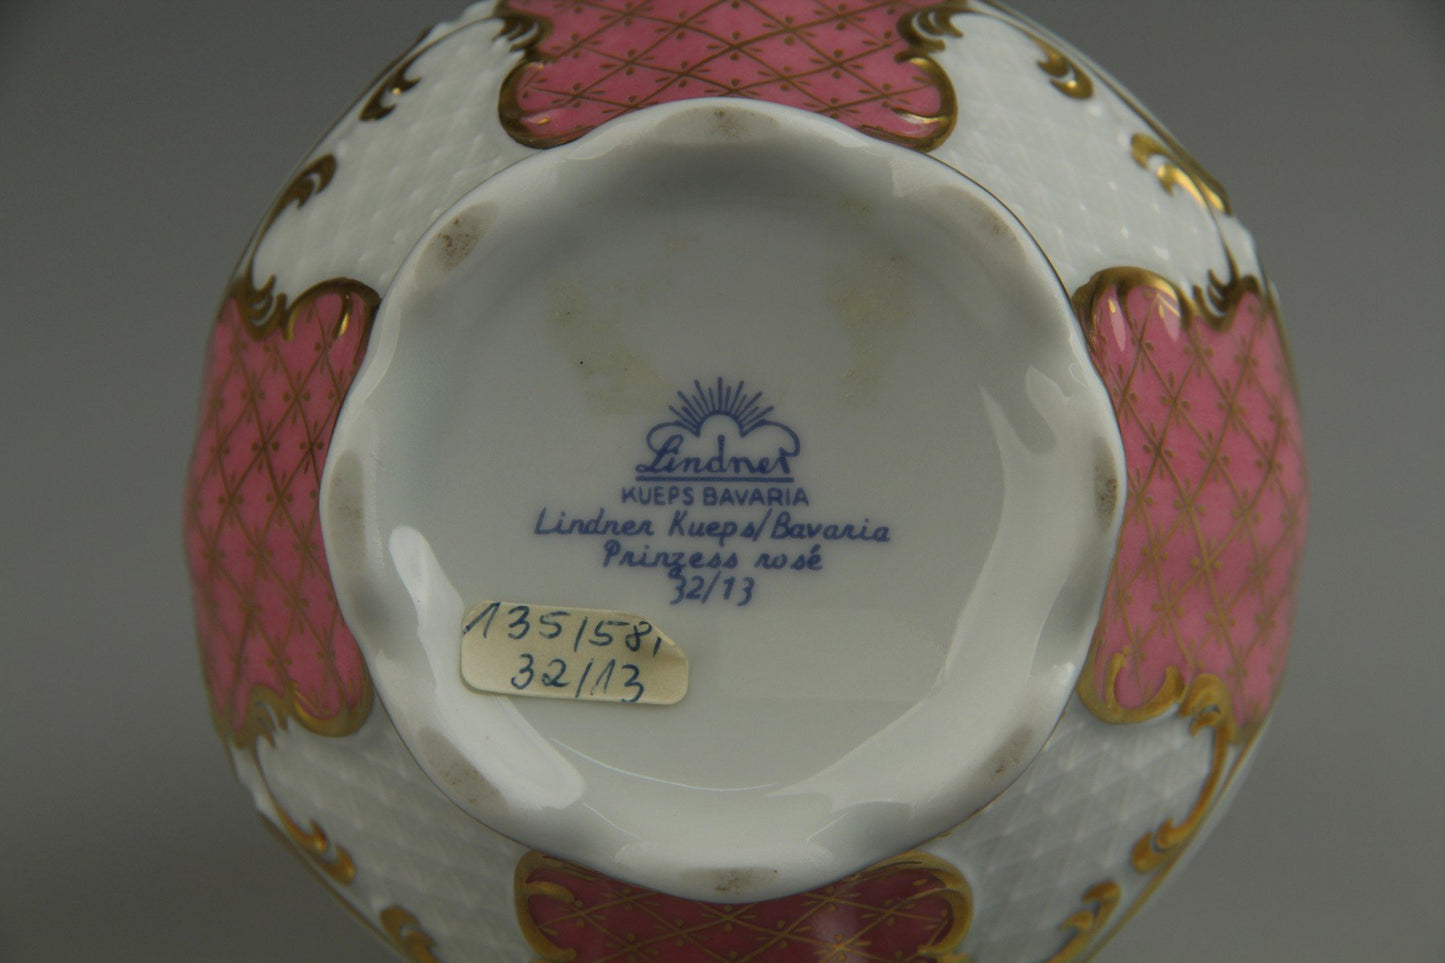 Lindner
KUEPS BAVARIA
Lindner Kueps/Bavaria
Prinzess rosé
32/13
135/581
32/13